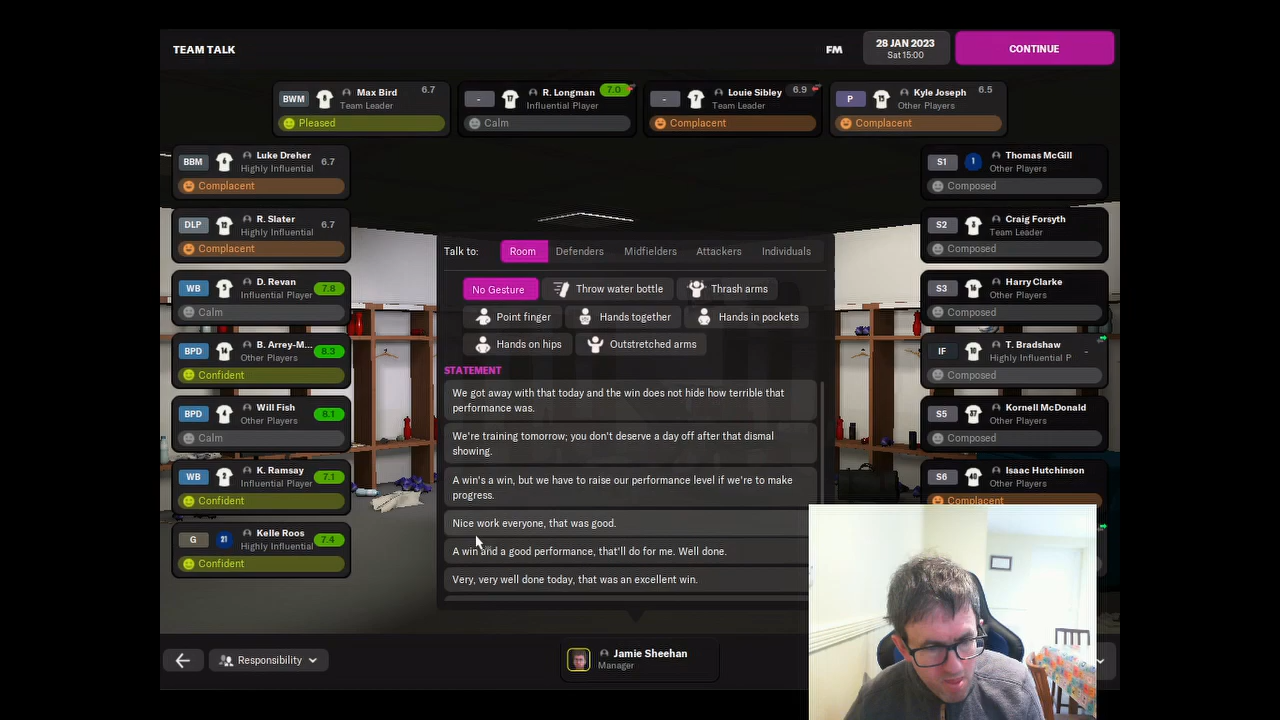 TEAM TALK
FM
28 JAN 2023
Sat 15:00
CONTINUE
BWM
Max Bird
6.7
Team Leader
Pleased
-
R. Longman
7.0
Influential Player
Calm
-
Louie Sibley
6.9
Team Leader
Complacent
P
Kyle Joseph
6.5
Other Players
Complacent
BBM
Luke Dreher
Highly Influential
6.7
Complacent
DLP
R. Slater
Highly Influential
6.7
Complacent
WB
D. Revan
Influential Player
7.8
Calm
BPD
B. Arrey-M...
Other Players
8.3
Confident
BPD
Will Fish
Other Players
8.1
Calm
WB
K. Ramsay
Influential Player
7.1
Confident
G
21
Kelle Roos
Highly Influential
7.4
Confident
Talk to:
Room
Defenders
Midfielders
Attackers
Individuals
No Gesture
Throw water bottle
Thrash arms
Point finger
Hands together
Hands in pockets
Hands on hips
Outstretched arms
STATEMENT
We got away with that today and the win does not hide how terrible that
performance was.
We're training tomorrow; you don't deserve a day off after that dismal
showing.
A win's a win, but we have to raise our performance level if we're to make
progress.
Nice work everyone, that was good.
A win and a good performance, that'll do for me. Well done.
Very, very well done today, that was an excellent win.
S1
1
Thomas McGill
Other Players
Composed
S2
Craig Forsyth
Team Leader
Composed
S3
Harry Clarke
Other Players
Composed
IF
T. Bradshaw
Highly Influential P
-
Composed
S5
Kornell McDonald
Other Players
Composed
S6
Isaac Hutchinson
Other Players
Complacent
Responsibility
Jamie Sheehan
Manager